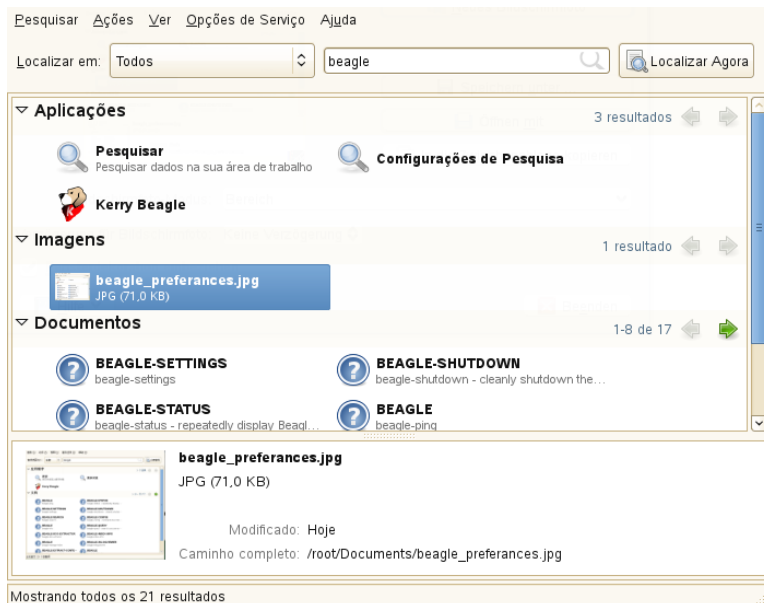 Pesquisar Ações Ver Opções de Serviço Ajuda
Localizar em: Todos beagle Localizar Agora
Aplicações 3 resultados
Pesquisar
Pesquisar dados na sua área de trabalho
Configurações de Pesquisa
Kerry Beagle
Imagens 1 resultado
beagle_preferances.jpg
JPG (71,0 KB)
Documentos 1-8 de 17
BEAGLE-SETTINGS
beagle-settings
BEAGLE-SHUTDOWN
beagle-shutdown - cleanly shutdown the...
BEAGLE-STATUS
beagle-status - repeatedly display Beagl...
BEAGLE
beagle-ping
beagle_preferances.jpg
JPG (71,0 KB)
Modificado: Hoje
Caminho completo: /root/Documents/beagle_preferances.jpg
Mostrando todos os 21 resultados